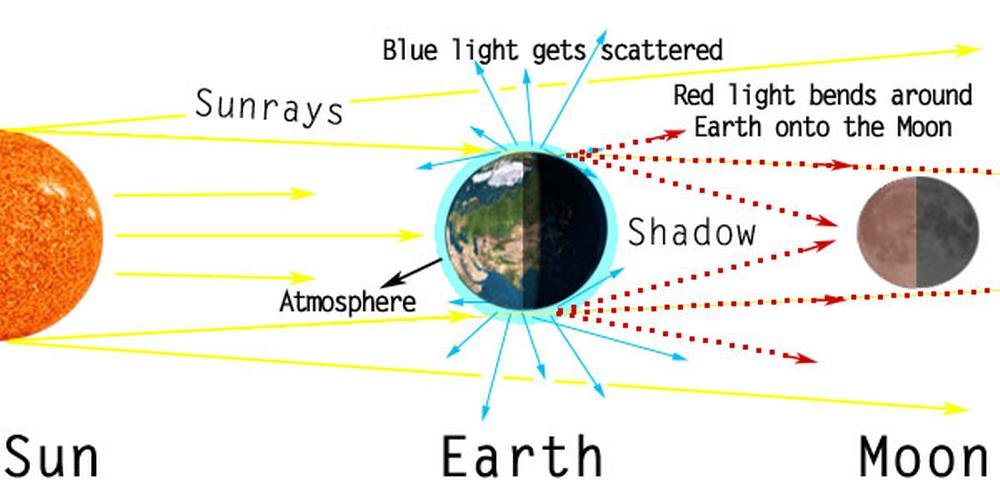 Blue light gets scattered
Sunrays
Red light bends around
Earth onto the Moon
Shadow
Atmosphere
Sun
Earth
Moon